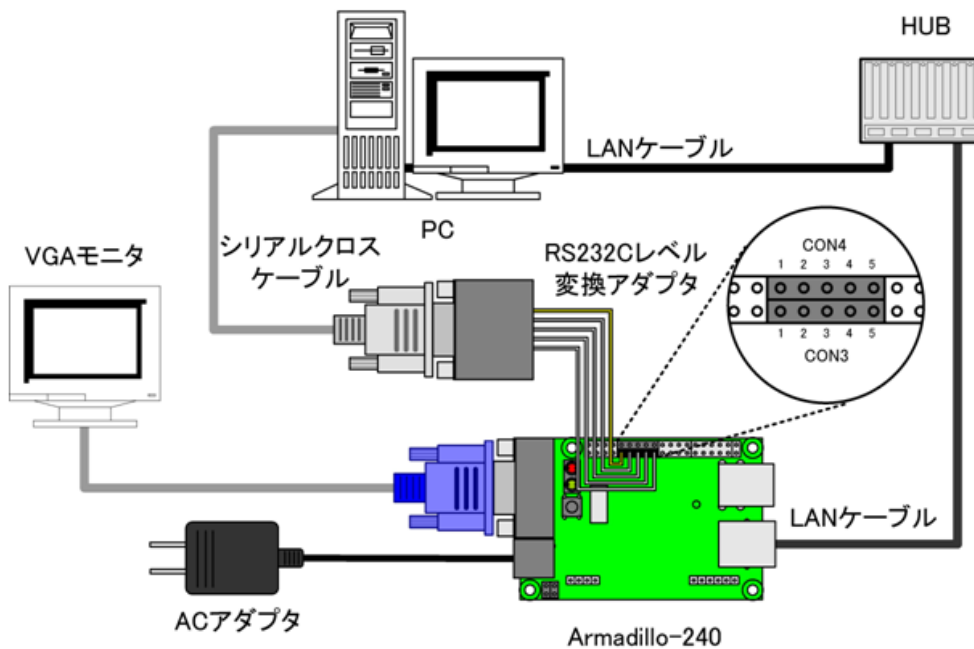 HUB
LANケーブル
PC
シリアルクロス
ケーブル
VGAモニタ
RS232Cレベル
変換アダプタ
CON4
1 2 3 4 5
1 2 3 4 5
CON3
LANケーブル
ACアダプタ
Armadillo-240